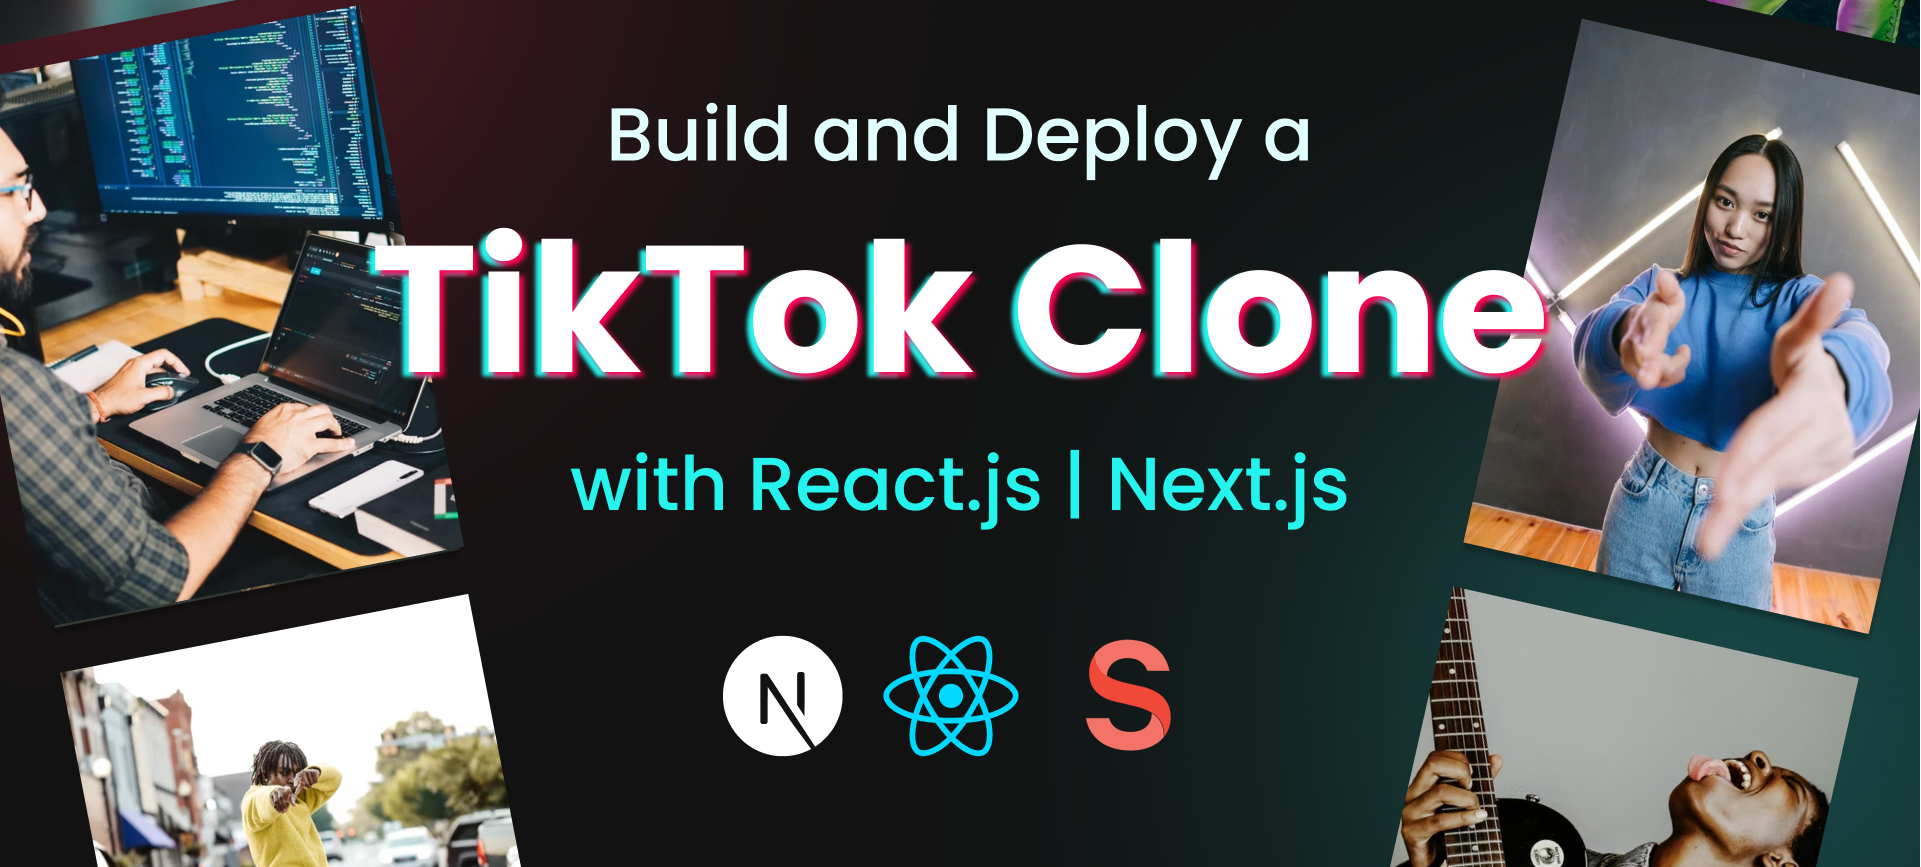 Build and Deploy a
TikTok Clone
with React.js | Next.js